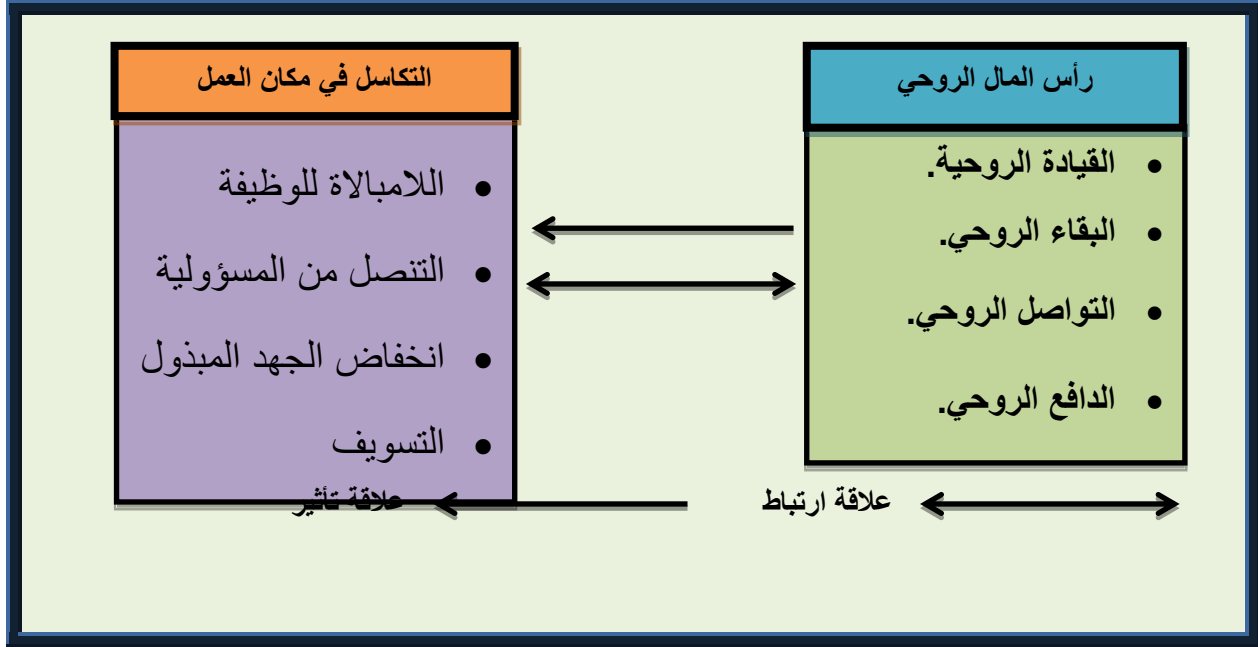 رأس المال الروحي
القيادة الروحية.
البقاء الروحي.
التواصل الروحي.
الدافع الروحي.
التكاسل في مكان العمل
اللامبالاة للوظيفة
التنصل من المسؤولية
انخفاض الجهد المبذول
التسويف
علاقة ارتباط
علاقة تأثير